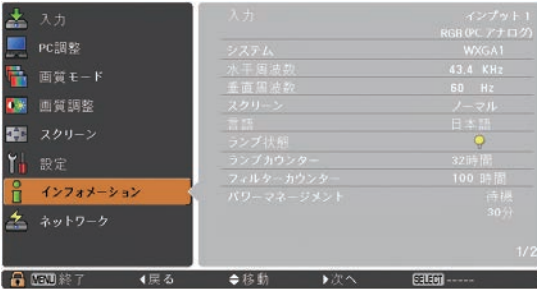 入力
PC調整
画質モード
画質調整
スクリーン
設定
インフォメーション
ネットワーク
入力 インプット 1
RGB (PC アナログ)
システム WXGA1
水平周波数 43.4 KHz
垂直周波数 60 Hz
スクリーン ノーマル
言語 日本語
ランプ状態
ランプカウンター 32時間
フィルターカウンター 100 時間
パワーマネージメント 待機
30分
1/2
MENU 終了 ◀戻る ◆移動 ▶次へ SELECT -----